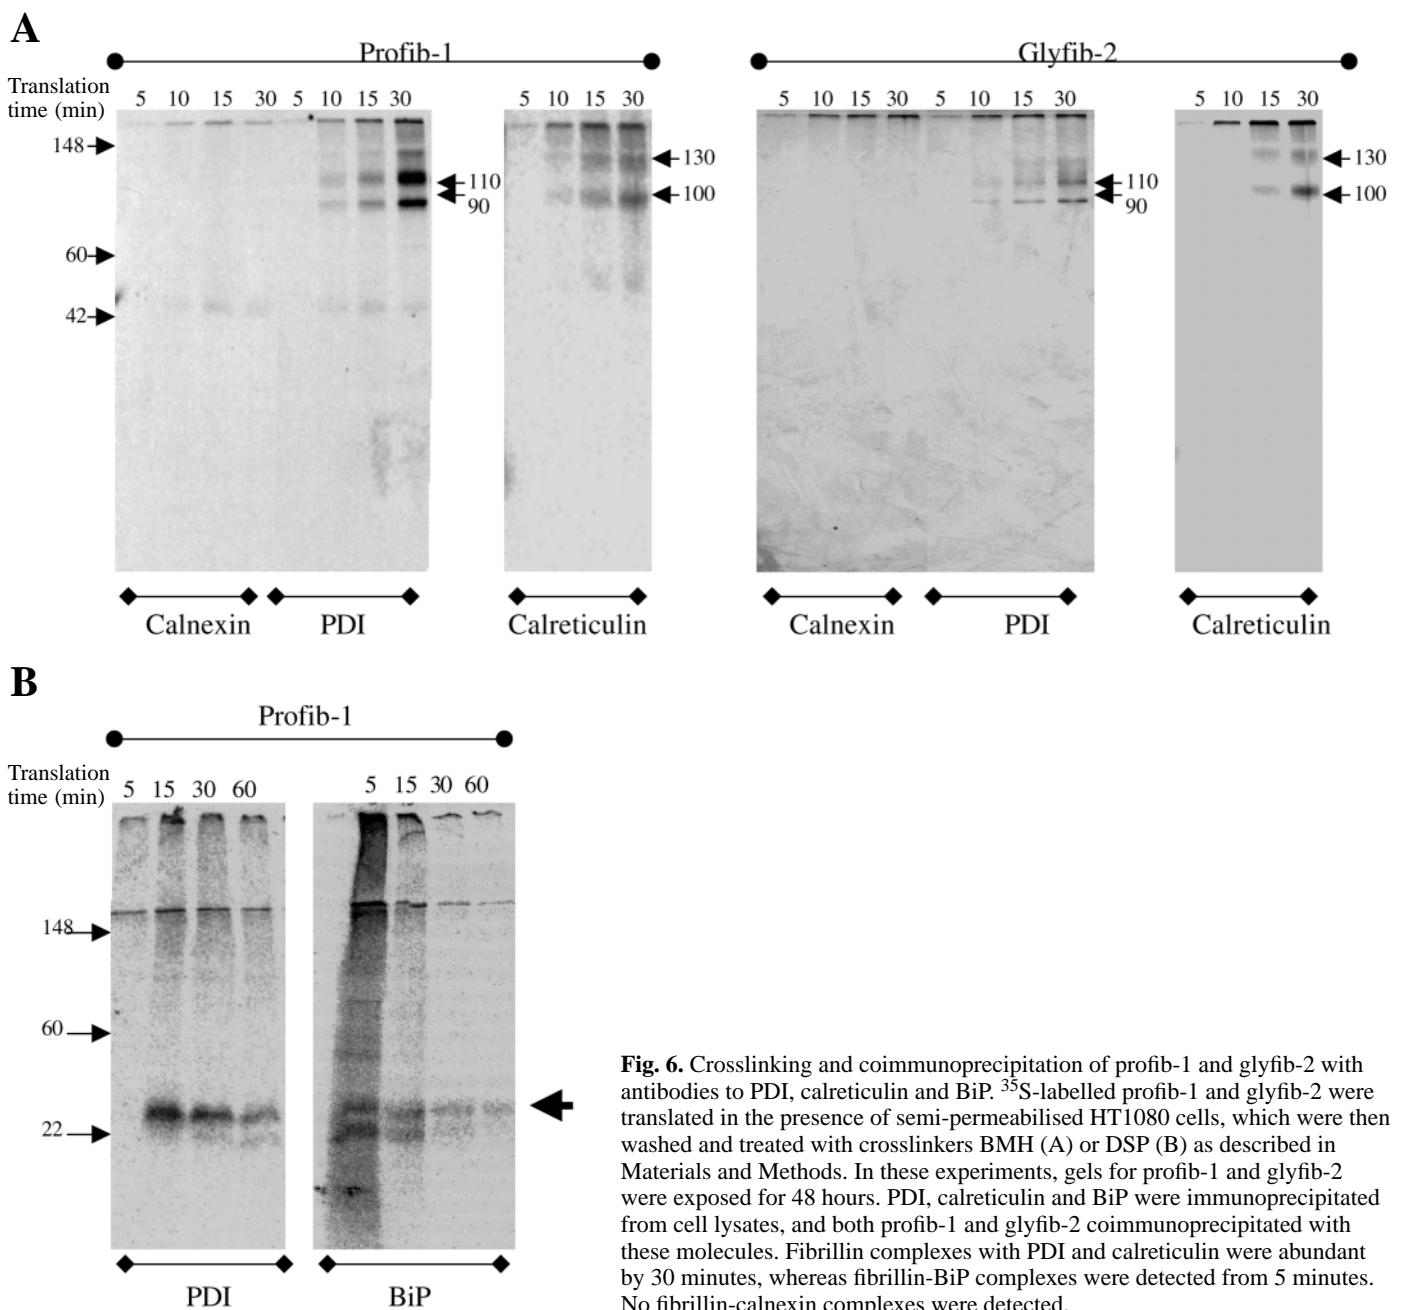 A
Profib-1
Glyfib-2
Translation
time (min)
5 10 15 30 5 10 15 30
5 10 15 30
5 10 15 30 5 10 15 30
5 10 15 30
148
60
42
110
90
130
100
110
90
130
100
Calnexin PDI Calreticulin
Calnexin PDI Calreticulin
B
Profib-1
Translation
time (min)
5 15 30 60
5 15 30 60
148
60
22
PDI BiP
Fig. 6. Crosslinking and coimmunoprecipitation of profib-1 and glyfib-2 with
antibodies to PDI, calreticulin and BiP. ³⁵S-labelled profib-1 and glyfib-2 were
translated in the presence of semi-permeabilised HT1080 cells, which were then
washed and treated with crosslinkers BMH (A) or DSP (B) as described in
Materials and Methods. In these experiments, gels for profib-1 and glyfib-2
were exposed for 48 hours. PDI, calreticulin and BiP were immunoprecipitated
from cell lysates, and both profib-1 and glyfib-2 coimmunoprecipitated with
these molecules. Fibrillin complexes with PDI and calreticulin were abundant
by 30 minutes, whereas fibrillin-BiP complexes were detected from 5 minutes.
No fibrillin-calnexin complexes were detected.